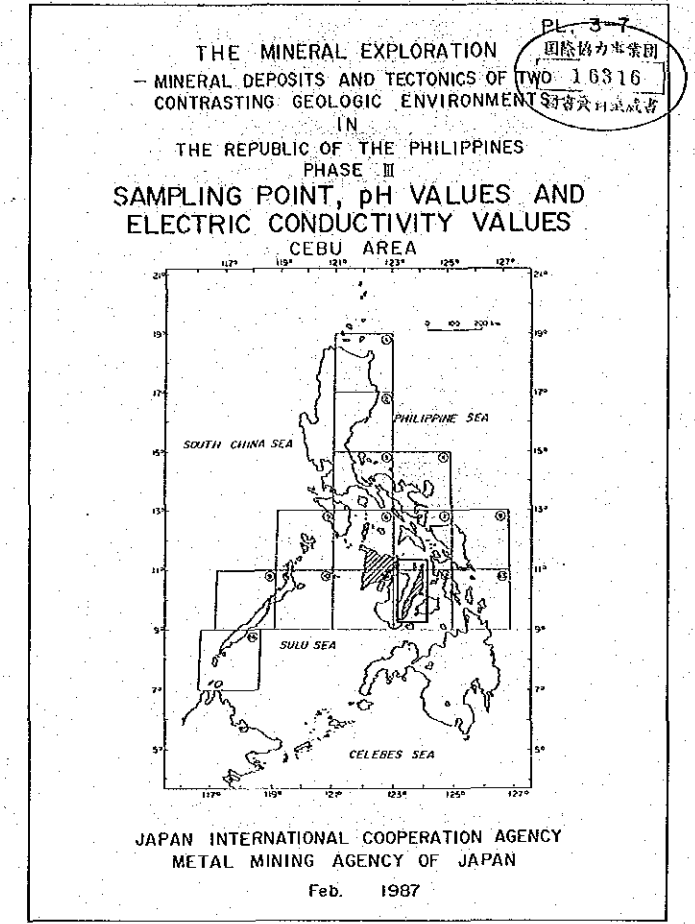 PL. 3-7
国際協力事業団
16316
THE MINERAL EXPLORATION
— MINERAL DEPOSITS AND TECTONICS OF TWO
CONTRASTING GEOLOGIC ENVIRONMENTS
IN
THE REPUBLIC OF THE PHILIPPINES
PHASE III
SAMPLING POINT, pH VALUES AND
ELECTRIC CONDUCTIVITY VALUES
CEBU AREA
117° 119° 121° 123° 125° 127°
21° 21°
0 100 200 km
19° 19°
17° 17°
PHILIPPINE SEA
SOUTH CHINA SEA
15° 15°
13° 13°
11° 11°
9° 9°
SULU SEA
7° 7°
5° 5°
CELEBES SEA
117° 119° 121° 123° 125° 127°
JAPAN INTERNATIONAL COOPERATION AGENCY
METAL MINING AGENCY OF JAPAN
Feb. 1987